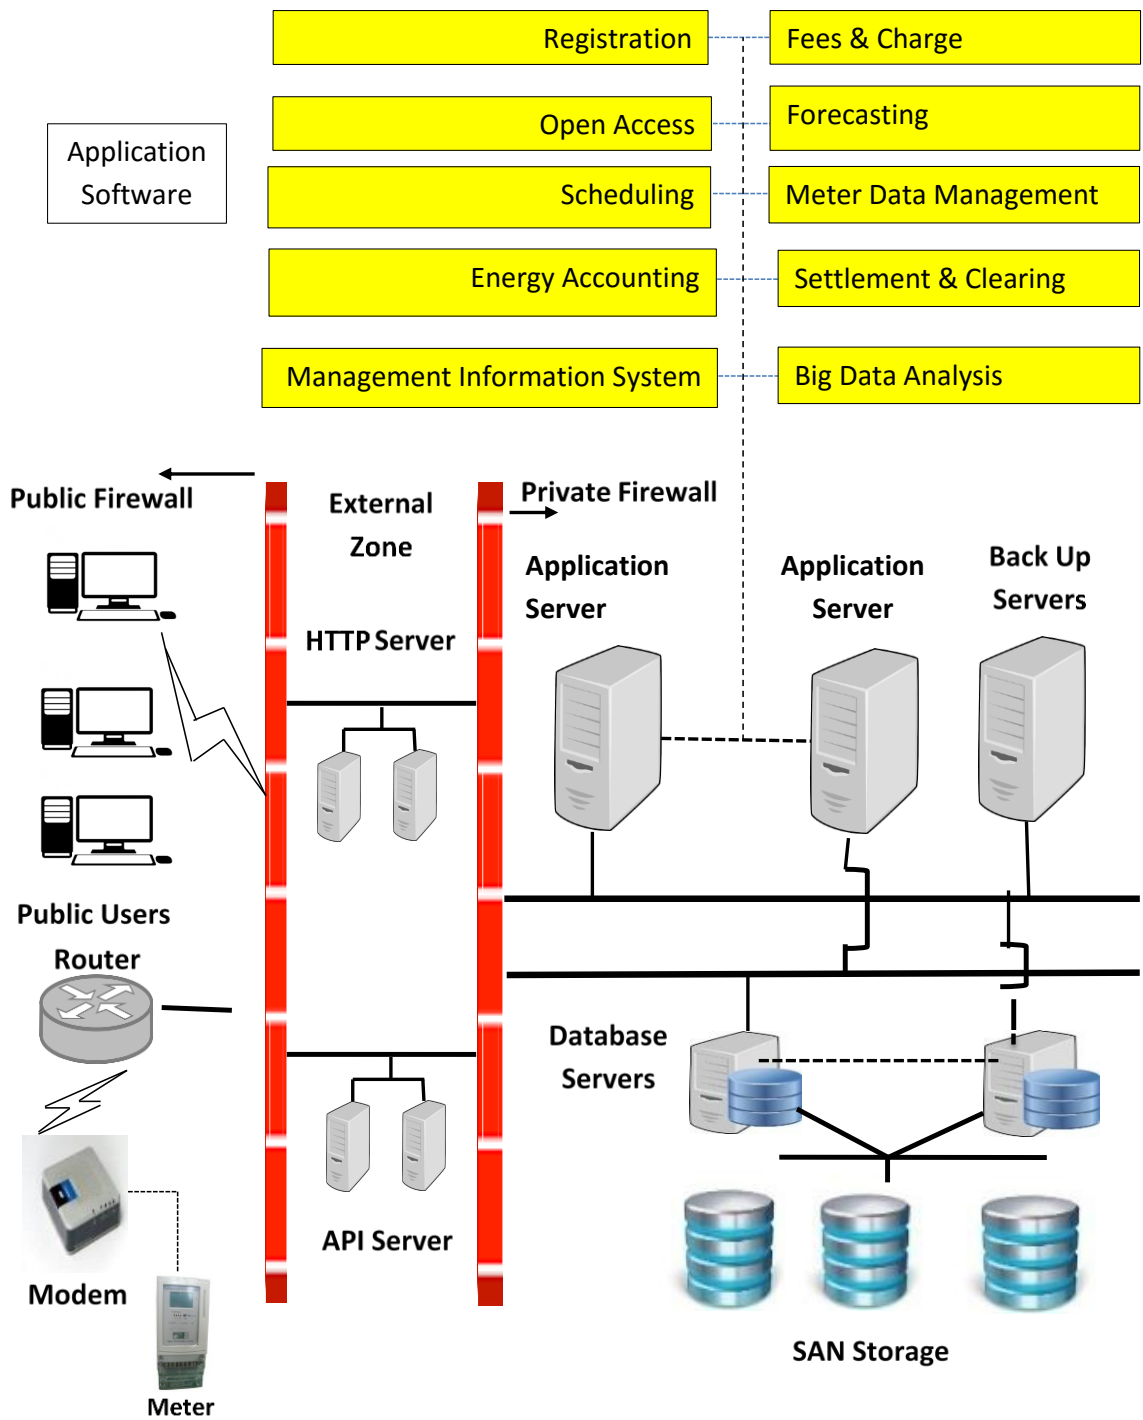 Registration
Fees & Charge
Open Access
Forecasting
Application
Software
Scheduling
Meter Data Management
Energy Accounting
Settlement & Clearing
Management Information System
Big Data Analysis
Public Firewall
External
Zone
Private Firewall
Application
Server
Application
Server
Back Up
Servers
HTTP Server
Public Users
Router
Database
Servers
API Server
Modem
Meter
SAN Storage